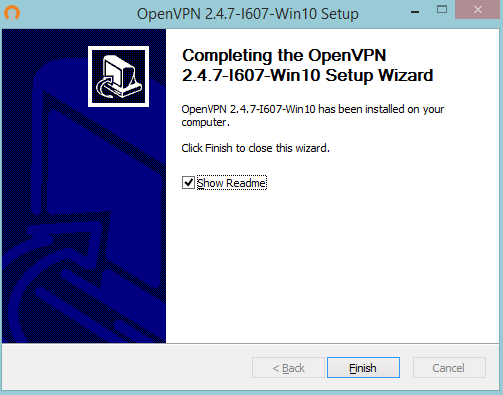 OpenVPN 2.4.7-I607-Win10 Setup
Completing the OpenVPN
2.4.7-I607-Win10 Setup Wizard
OpenVPN 2.4.7-I607-Win10 has been installed on your
computer.
Click Finish to close this wizard.
Show Readme
< Back
Finish
Cancel